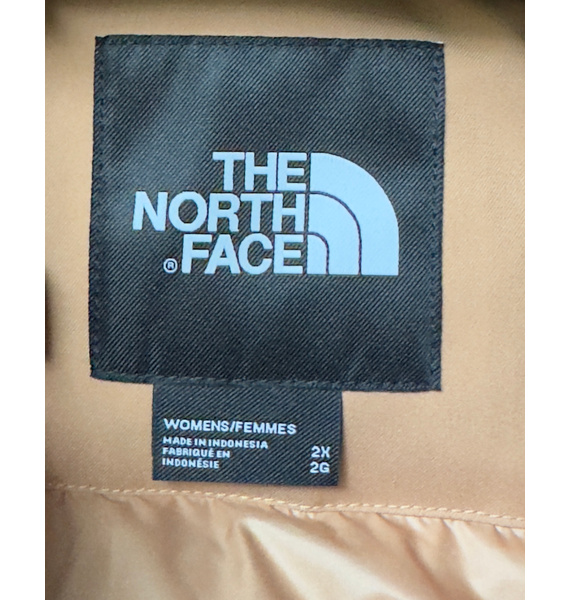 THE
NORTH
® FACE
WOMENS/FEMMES
MADE IN INDONESIA
FABRIQUÉ EN 2X
INDONÉSIE 2G